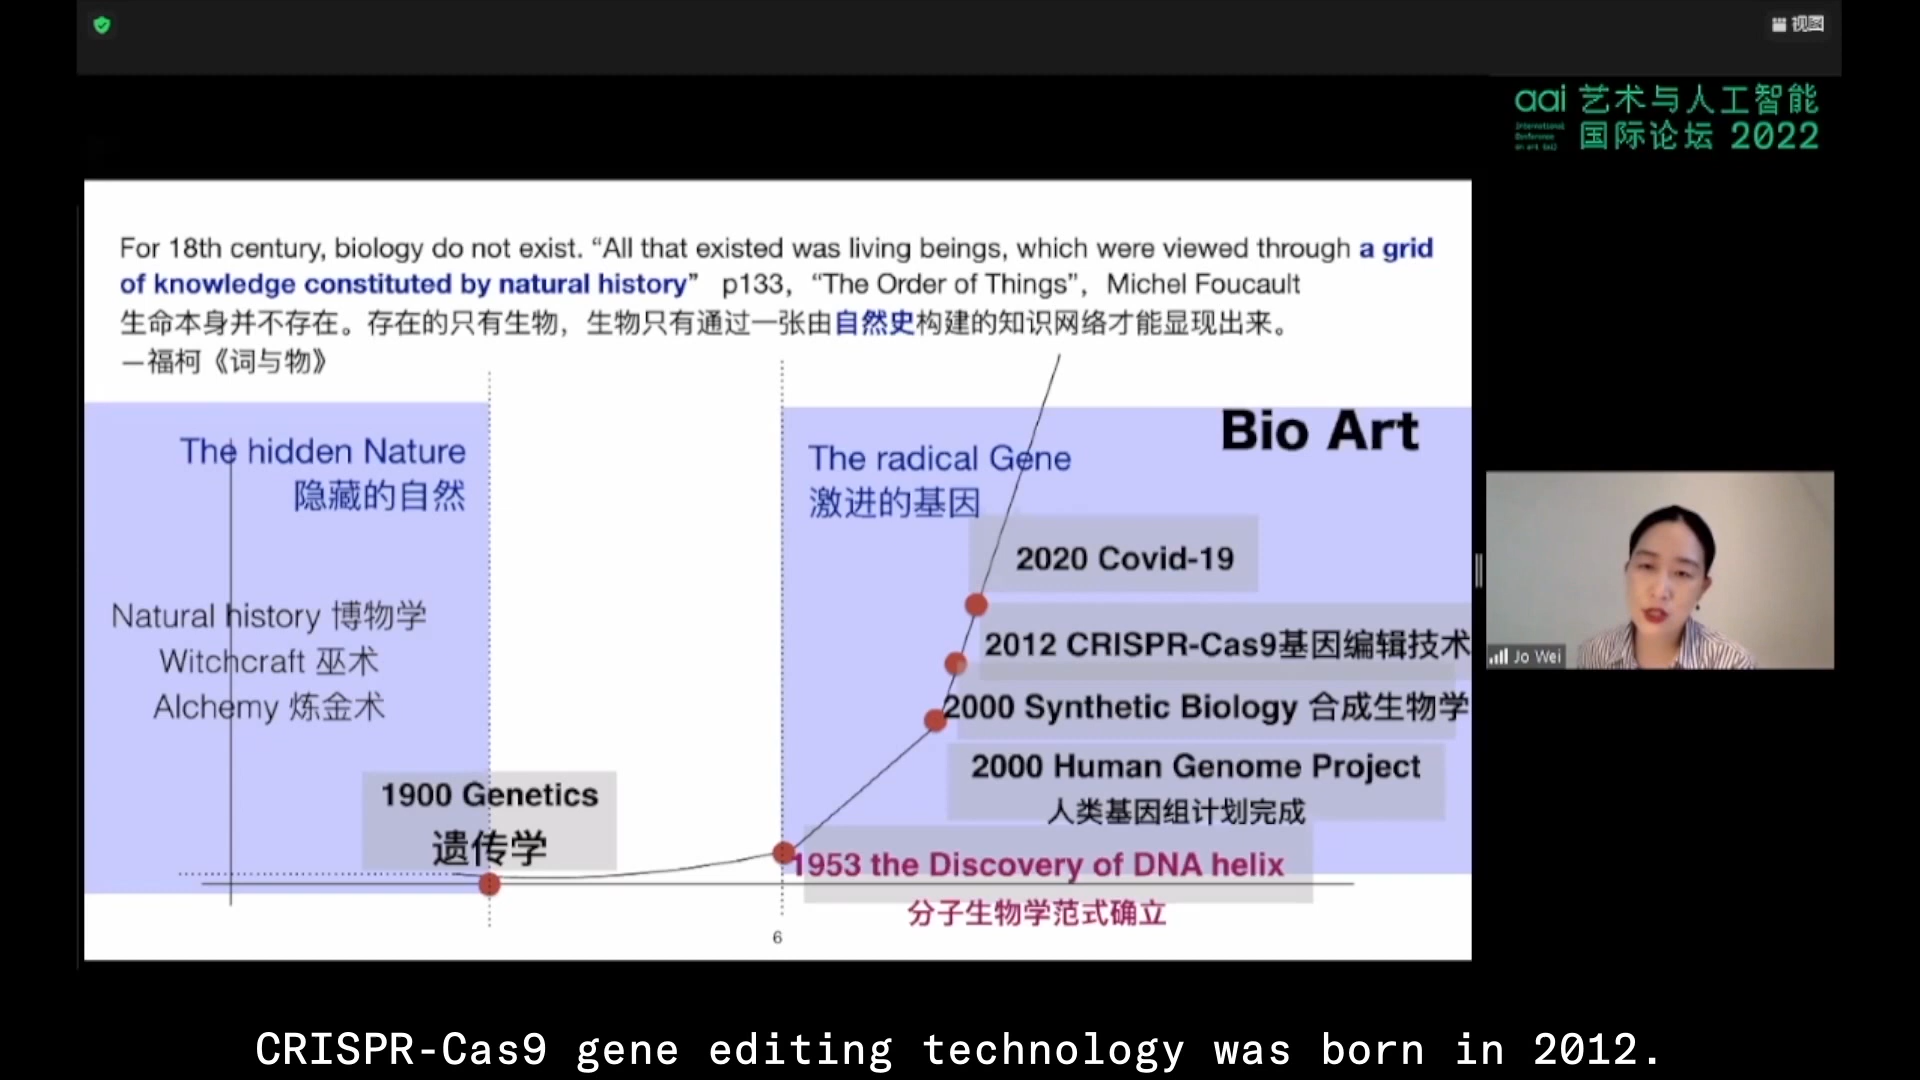 视图
aai 艺术与人工智能
国际论坛 2022
International
Conference
on art (ai)
For 18th century, biology do not exist. “All that existed was living beings, which were viewed through a grid
of knowledge constituted by natural history” p133, “The Order of Things”, Michel Foucault
生命本身并不存在。存在的只有生物，生物只有通过一张由自然史构建的知识网络才能显现出来。
—福柯《词与物》
The hidden Nature
隐藏的自然
Natural history 博物学
Witchcraft 巫术
Alchemy 炼金术
1900 Genetics
遗传学
Bio Art
The radical Gene
激进的基因
2020 Covid-19
2012 CRISPR-Cas9基因编辑技术
2000 Synthetic Biology 合成生物学
2000 Human Genome Project
人类基因组计划完成
1953 the Discovery of DNA helix
分子生物学范式确立
6
Jo Wei
CRISPR-Cas9 gene editing technology was born in 2012.